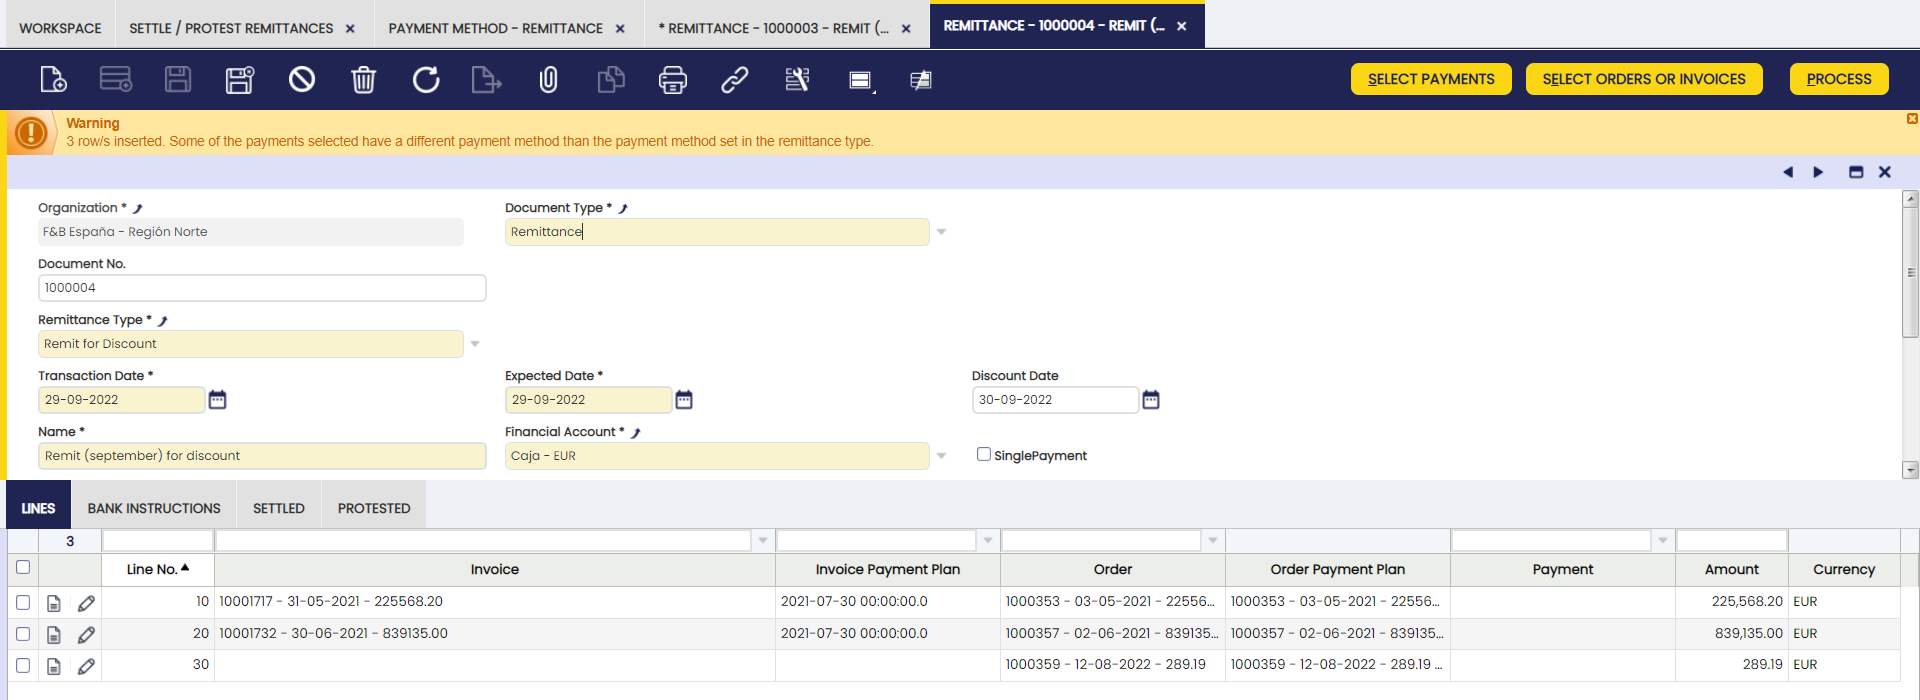 WORKSPACE
SETTLE / PROTEST REMITTANCES
PAYMENT METHOD - REMITTANCE
* REMITTANCE - 1000003 - REMIT (...
REMITTANCE - 1000004 - REMIT (...
SELECT PAYMENTS
SELECT ORDERS OR INVOICES
PROCESS
Warning
3 row/s inserted. Some of the payments selected have a different payment method than the payment method set in the remittance type.
Organization *
Document Type *
F&B España - Región Norte
Remittance
Document No.
1000004
Remittance Type *
Remit for Discount
Transaction Date *
Expected Date *
Discount Date
29-09-2022
29-09-2022
30-09-2022
Name *
Financial Account *
Remit (september) for discount
Caja - EUR
SinglePayment
LINES
BANK INSTRUCTIONS
SETTLED
PROTESTED
3
Line No. Invoice Invoice Payment Plan Order Order Payment Plan Payment Amount Currency
10 10001717 - 31-05-2021 - 225568.20 2021-07-30 00:00:00.0 1000353 - 03-05-2021 - 22556... 1000353 - 03-05-2021 - 22556... 225,568.20 EUR
20 10001732 - 30-06-2021 - 839135.00 2021-07-30 00:00:00.0 1000357 - 02-06-2021 - 839135... 1000357 - 02-06-2021 - 839135... 839,135.00 EUR
30 1000359 - 12-08-2022 - 289.19 1000359 - 12-08-2022 - 289.19 ... 289.19 EUR